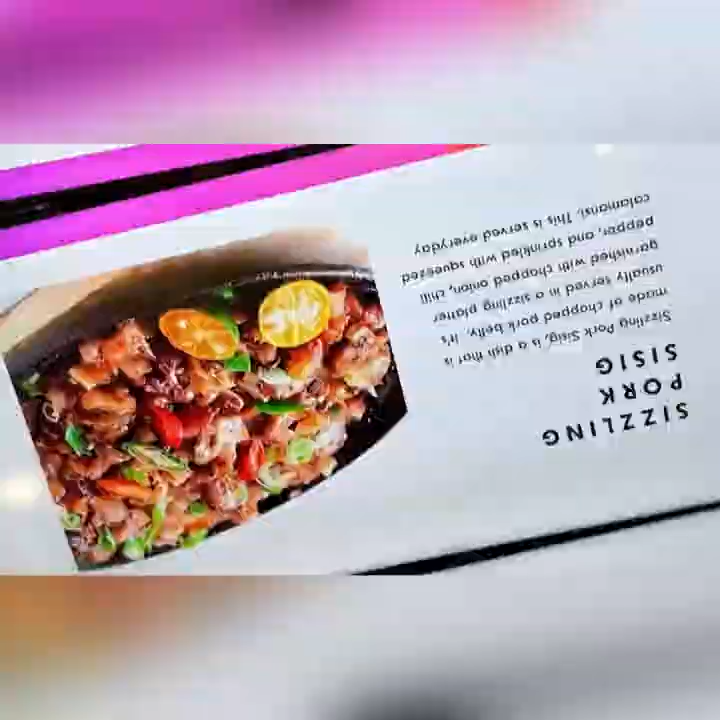 SIZZLING
PORK
SISIG
Sizzling Pork Sisig, is a dish that is
made of chopped pork belly. It's
usually served in a sizzling platter
garnished with chopped onion, chili
pepper, and sprinkled with squeezed
calamansi. This is served everyday